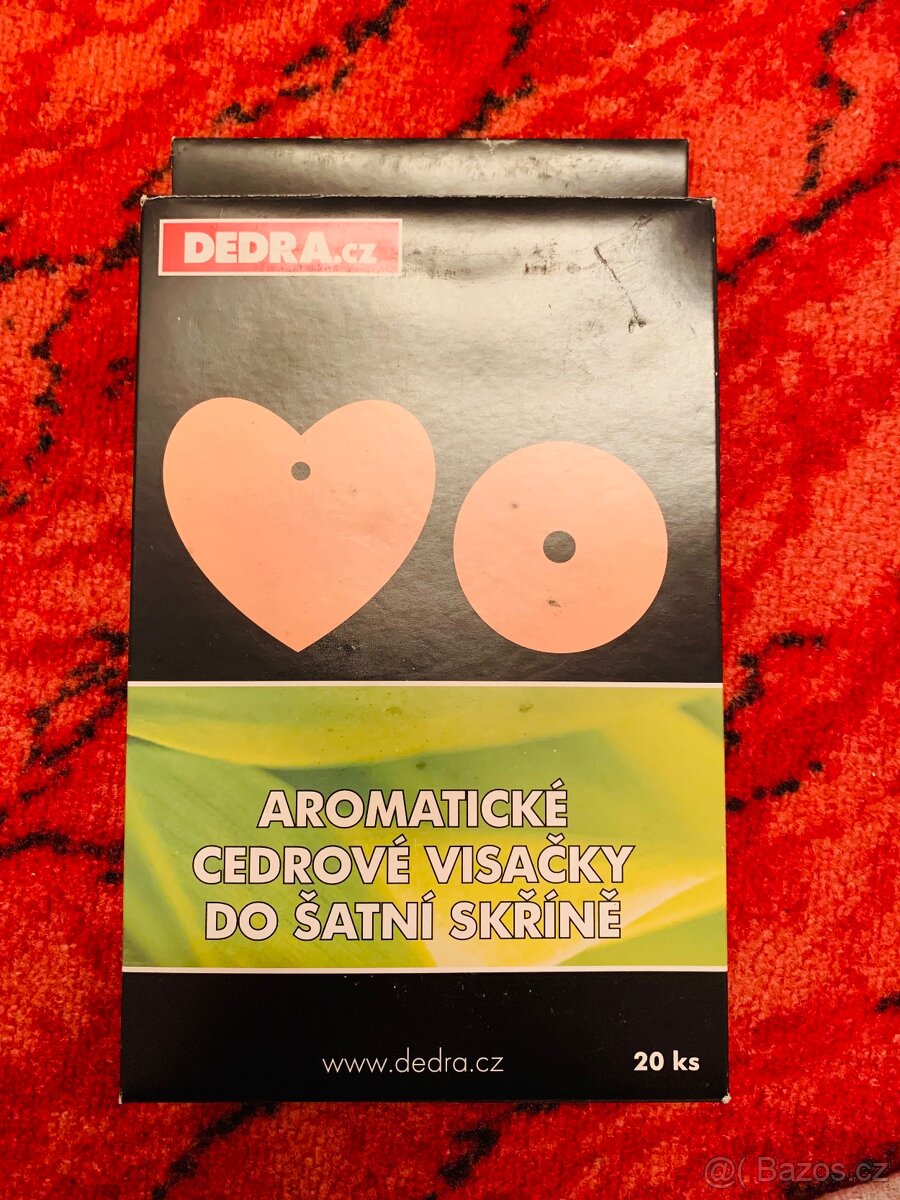 DEDRA.cz
AROMATICKÉ
CEDROVÉ VISAČKY
DO ŠATNÍ SKŘÍNĚ
www.dedra.cz
20 ks
@( Bazos.cz